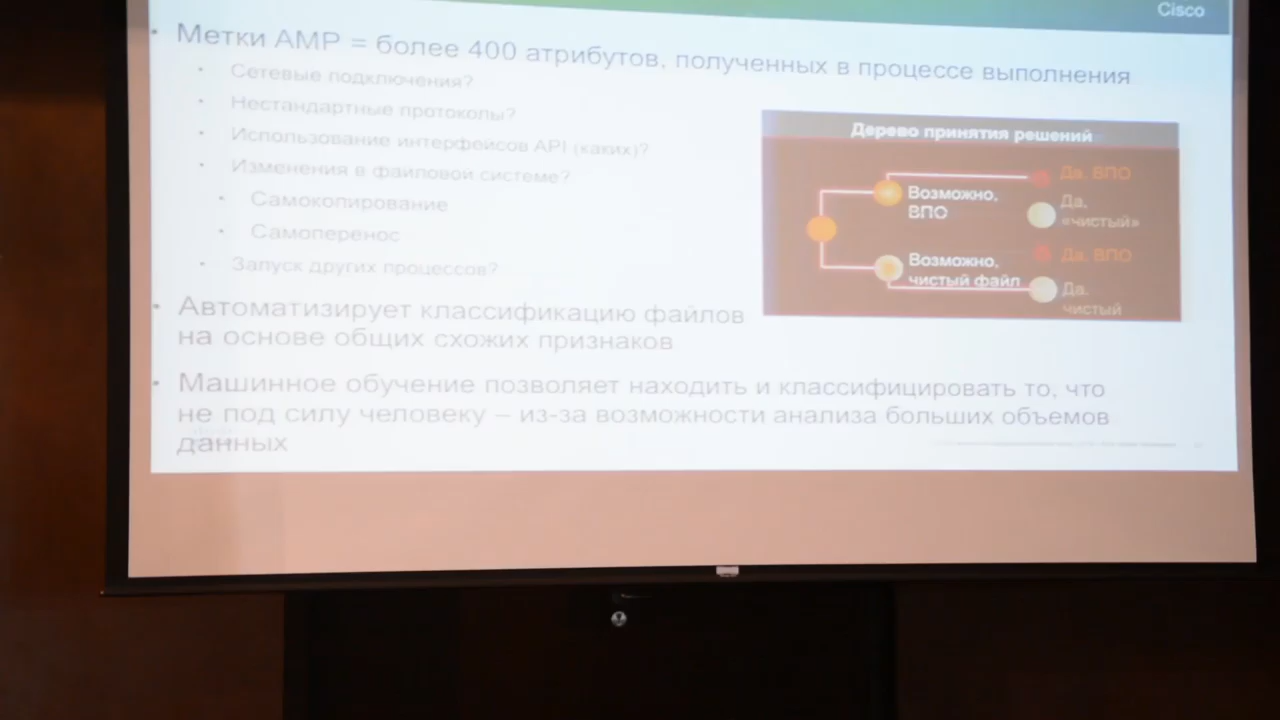 Cisco
Метки AMP = более 400 атрибутов, полученных в процессе выполнения
Сетевые подключения?
Нестандартные протоколы?
Использование интерфейсов API (каких)?
Изменения в файловой системе?
Самокопирование
Самоперенос
Запуск других процессов?
Автоматизирует классификацию файлов
на основе общих схожих признаков
Машинное обучение позволяет находить и классифицировать то, что
не под силу человеку – из-за возможности анализа больших объемов
данных
Дерево принятия решений
Возможно,
ВПО
Да, ВПО
Да,
«чистый»
Возможно,
чистый файл
Да, ВПО
Да,
чистый